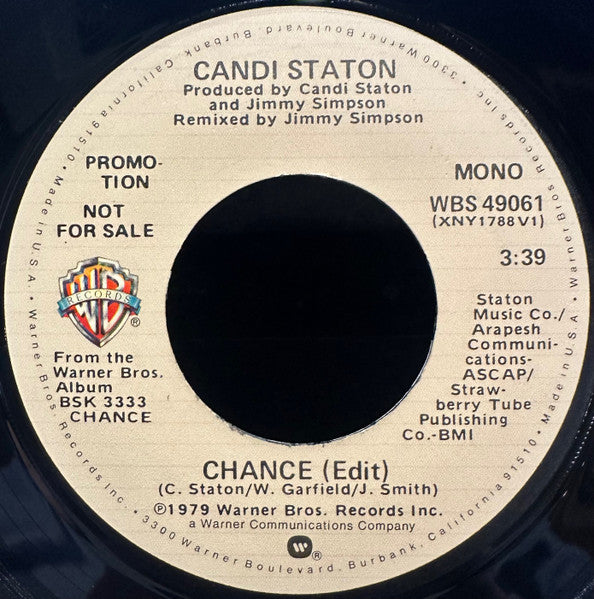 CANDI STATON
Produced by Candi Staton
and Jimmy Simpson
Remixed by Jimmy Simpson
PROMO-
TION
NOT
FOR SALE
MONO
WBS 49061
(XNY1788V1)
3:39
WB
RECORDS
®
From the
Warner Bros.
Album
BSK 3333
CHANCE
Staton
Music Co./
Arapesh
Communi-
cations-
ASCAP/
Straw-
berry Tube
Publishing
Co.-BMI
CHANCE (Edit)
(C. Staton/W. Garfield/J. Smith)
Ⓟ©1979 Warner Bros. Records Inc.
a Warner Communications Company
W®
Made in U.S.A. • Warner Bros. Records Inc. • 3300 Warner Boulevard, Burbank, California 91510 • Made in U.S.A. • Warner Bros. Records Inc. • 3300 Warner Boulevard, Burbank, California 91510 •